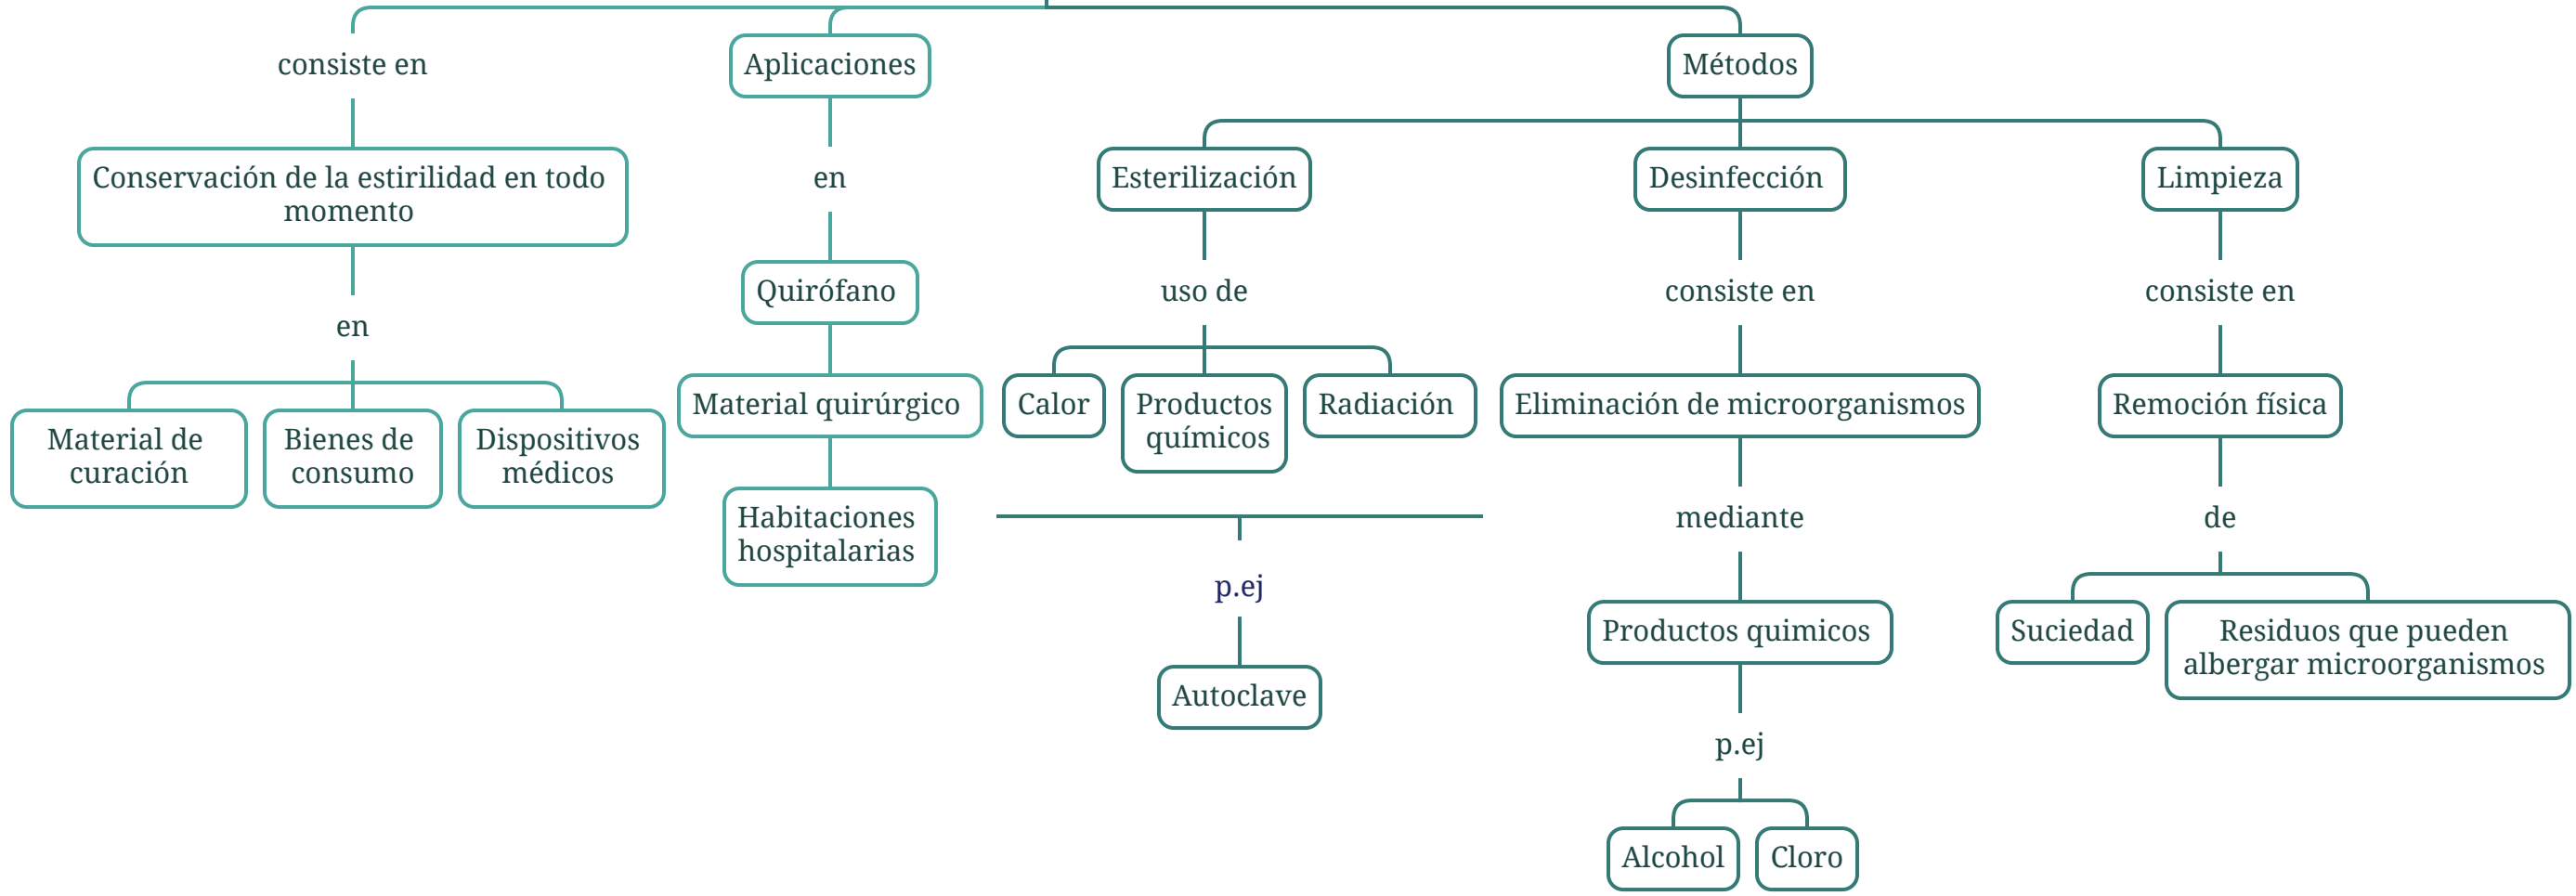 consiste en
Conservación de la estirilidad en todo
momento
en
Material de
curación
Bienes de
consumo
Dispositivos
médicos
Aplicaciones
en
Quirófano
Material quirúrgico
Habitaciones
hospitalarias
Métodos
Esterilización
uso de
Calor
Productos
químicos
Radiación
p.ej
Autoclave
Desinfección
consiste en
Eliminación de microorganismos
mediante
Productos quimicos
p.ej
Alcohol
Cloro
Limpieza
consiste en
Remoción física
de
Suciedad
Residuos que pueden
albergar microorganismos